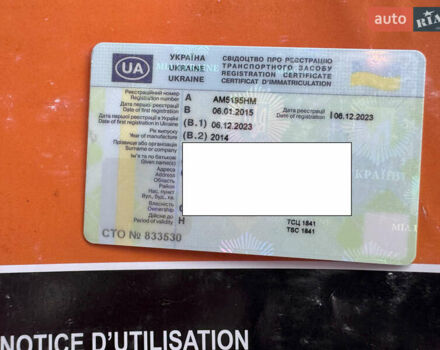 auto RIA
УКРАЇНА
UKRAINE
UKRAINE
UA
СВІДОЦТВО ПРО РЕЄСТРАЦІЮ
ТРАНСПОРТНОГО ЗАСОБУ
REGISTRATION CERTIFICATE
CERTIFICAT D'IMMATRICULATION
Реєстраційний номер A AM5195HM
Registration number
Дата першої реєстрації B 06.01.2015 Дата реєстрації I 06.12.2023
Date of first registration Date of registration
Дата першої реєстрації в Україні (B.1) 06.12.2023
Date of first registration in Ukraine
Рік випуску (B.2) 2014
Year of manufacture
Прізвище або організація
Surname or company
Ім'я та по батькові
Given name(s)
Адреса
Address
Область
Район
Нас. пункт
Вул., буд., кв.
Власність
Ownership
Дійсне до H ТСЦ 1841
Period of validity TSC 1841
СТО № 833530
NOTICE D'UTILISATION